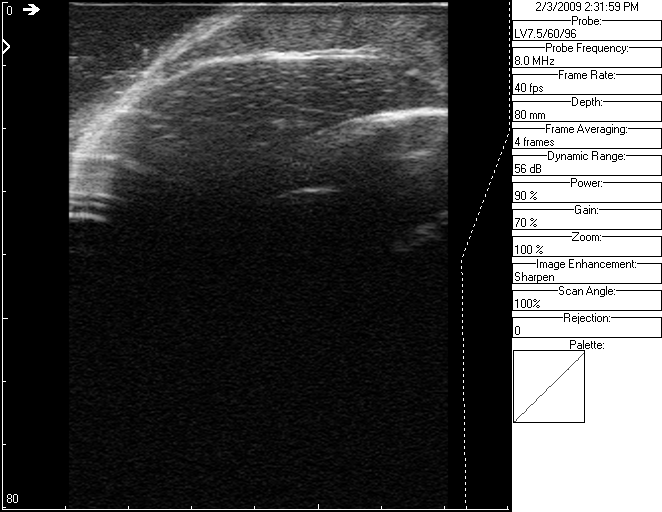 0
80
2/3/2009 2:31:59 PM
Probe:
LV7.5/60/96
Probe Frequency:
8.0 MHz
Frame Rate:
40 fps
Depth:
80 mm
Frame Averaging:
4 frames
Dynamic Range:
56 dB
Power:
90 %
Gain:
70 %
Zoom:
100 %
Image Enhancement:
Sharpen
Scan Angle:
100%
Rejection:
0
Palette: